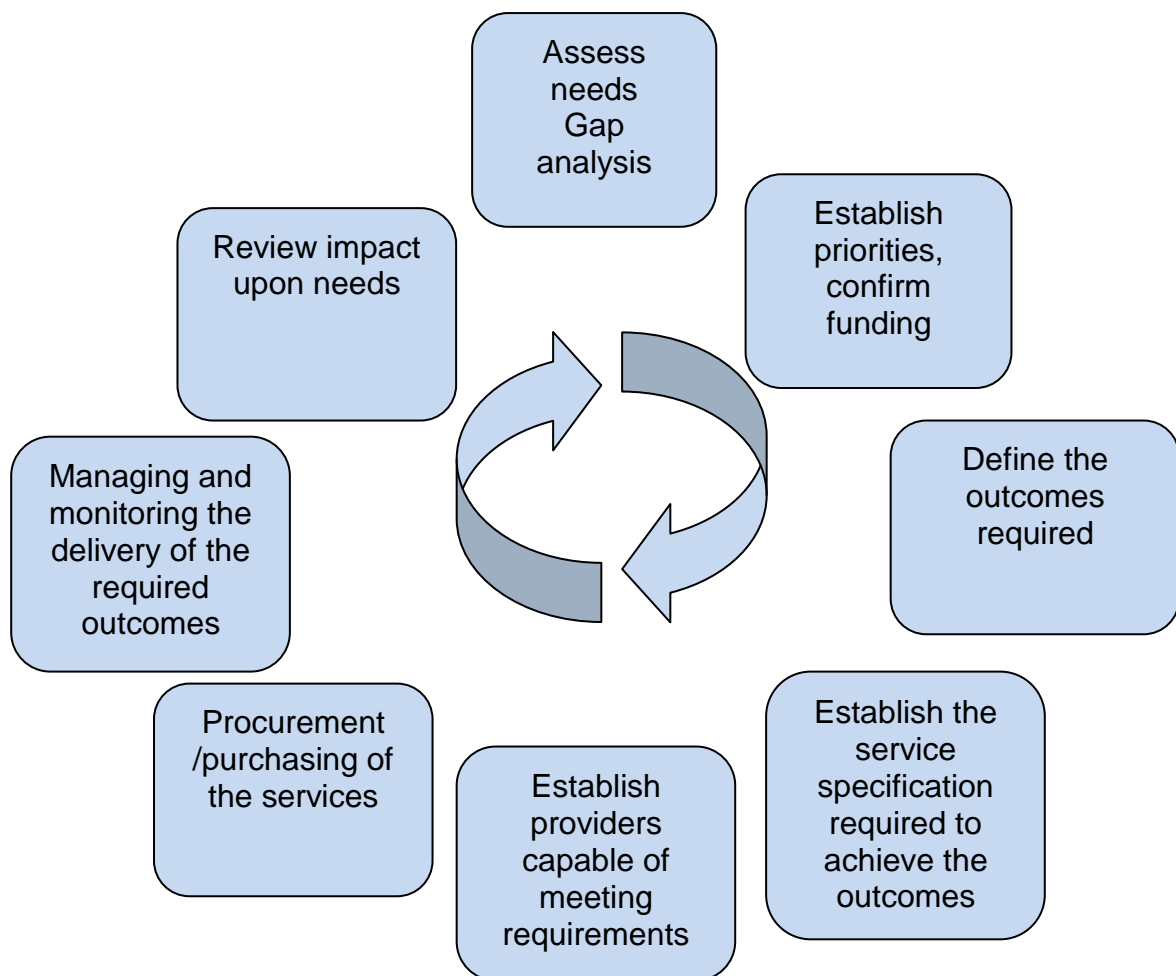 Assess
needs
Gap
analysis
Establish
priorities,
confirm
funding
Define the
outcomes
required
Establish the
service
specification
required to
achieve the
outcomes
Establish
providers
capable of
meeting
requirements
Procurement
/purchasing of
the services
Managing and
monitoring the
delivery of the
required
outcomes
Review impact
upon needs